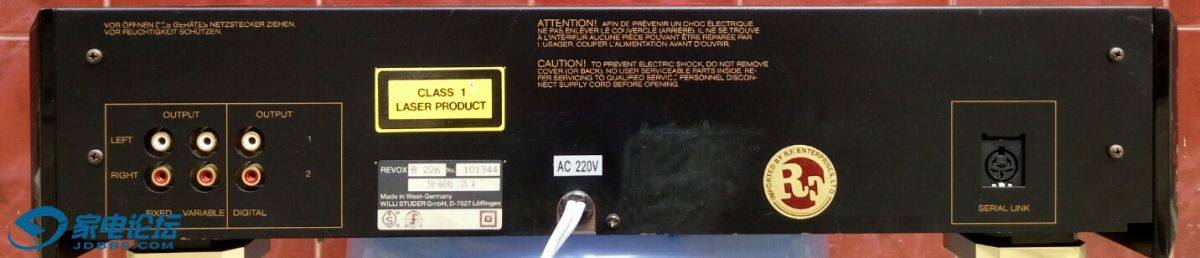 VOR ÖFFNEN DES GERÄTES NETZSTECKER ZIEHEN.
VOR FEUCHTIGKEIT SCHÜTZEN.
ATTENTION! AFIN DE PRÉVENIR UN CHOC ÉLECTRIQUE
NE PAS ENLEVER LE COUVERCLE (ARRIÈRE). IL NE SE TROUVE
À L'INTÉRIEUR AUCUNE PIÈCE POUVANT ÊTRE RÉPARÉE PAR
L'USAGER. COUPER L'ALIMENTATION AVANT D'OUVRIR.
CAUTION! TO PREVENT ELECTRIC SHOCK, DO NOT REMOVE
COVER (OR BACK). NO USER SERVICEABLE PARTS INSIDE. RE-
FER SERVICING TO QUALIFIED SERVICE PERSONNEL DISCON-
NECT SUPPLY CORD BEFORE OPENING.
CLASS 1
LASER PRODUCT
OUTPUT
OUTPUT
LEFT
1
RIGHT
2
FIXED
VARIABLE
DIGITAL
REVOX B 226 No. 101344
50-60Hz 25 W
Made in West-Germany
WILLI STUDER GmbH, D-7827 Löffingen
AC 220V
IMPORTED BY R.F. ENTERPRISES, LTD.
RF
SERIAL LINK
家电论坛
JDBBS.COM